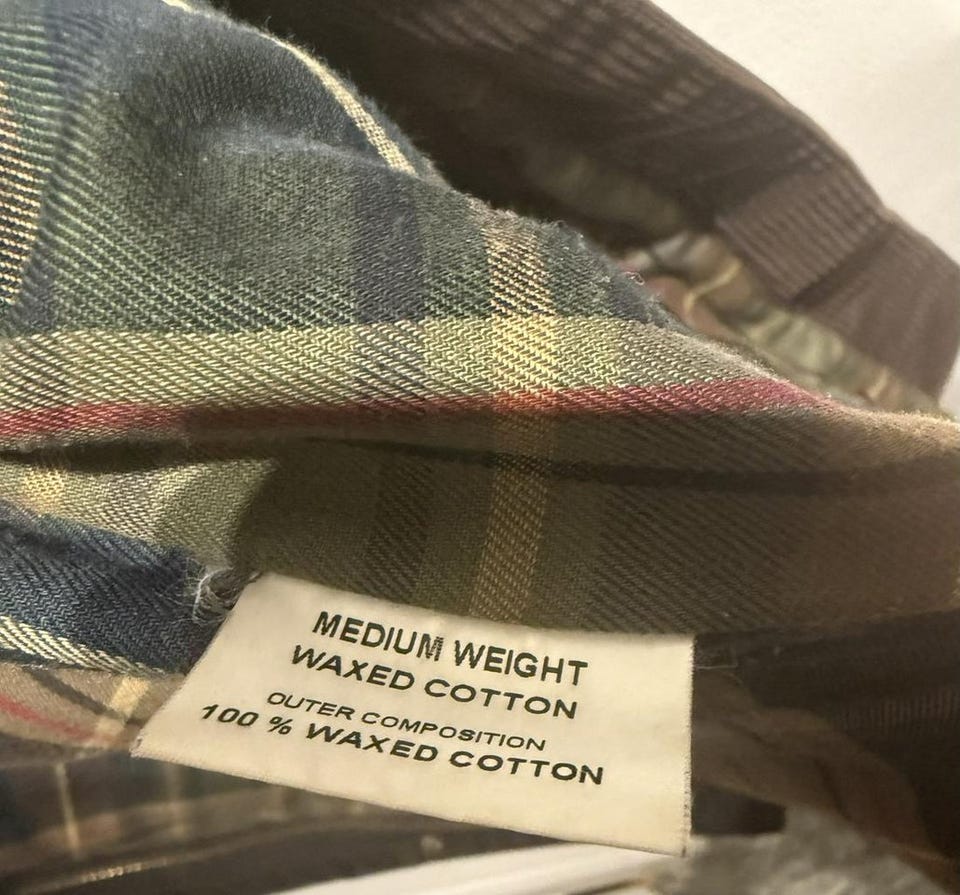 MEDIUM WEIGHT
WAXED COTTON
OUTER COMPOSITION
100 % WAXED COTTON